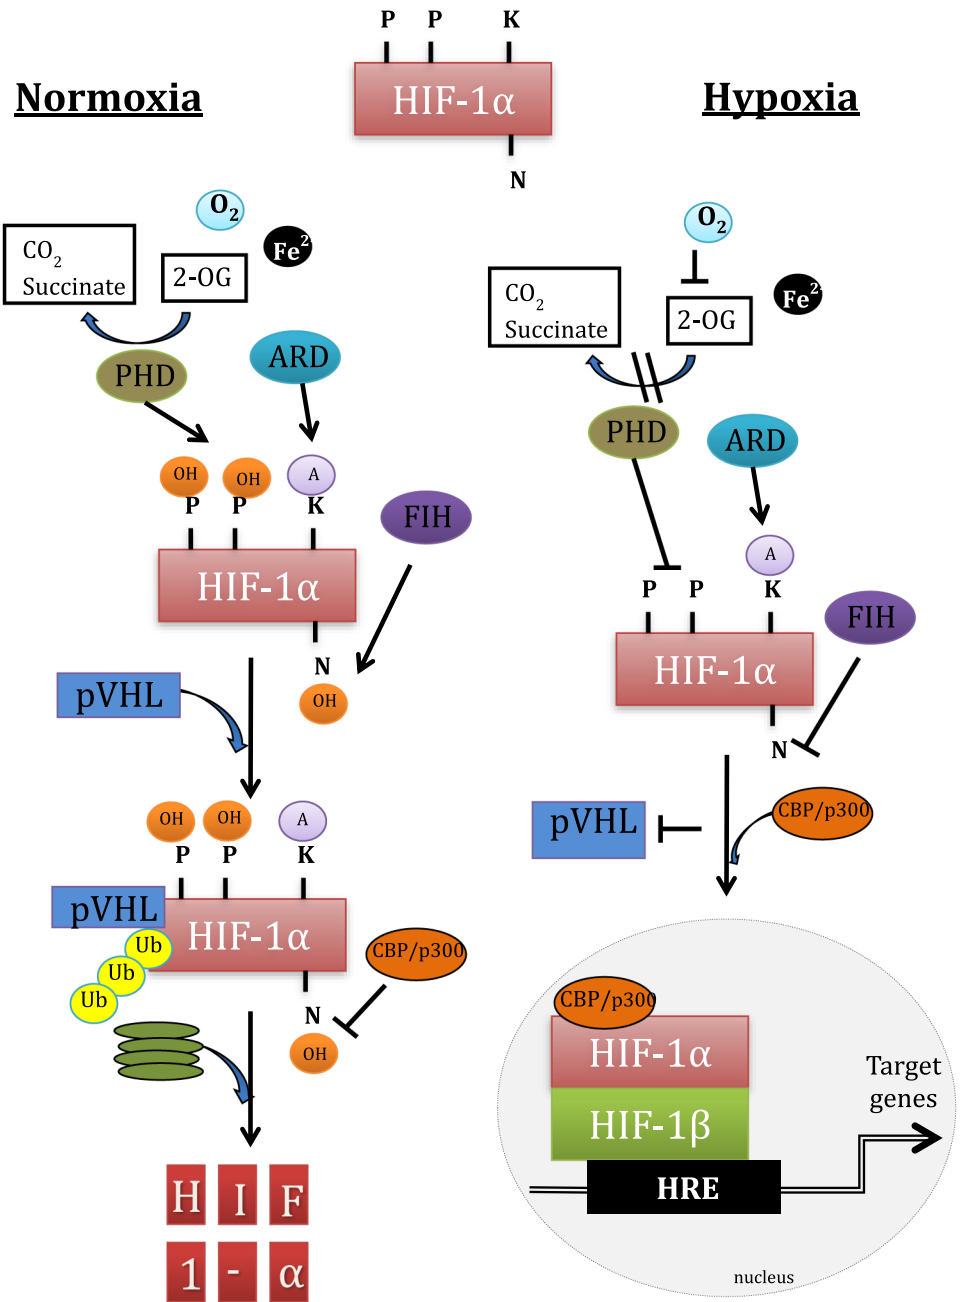 P P K
HIF-1α
N
Normoxia
Hypoxia
O2
Fe2
CO2
Succinate
2-OG
PHD
ARD
OH
OH
A
P P K
FIH
HIF-1α
N
OH
pVHL
OH
OH
A
P P K
pVHL
HIF-1α
Ub
Ub
Ub
CBP/p300
N
OH
H I F
1 - α
O2
Fe2
CO2
Succinate
2-OG
PHD
ARD
A
P P K
FIH
HIF-1α
N
pVHL
CBP/p300
CBP/p300
HIF-1α
HIF-1β
HRE
Target
genes
nucleus